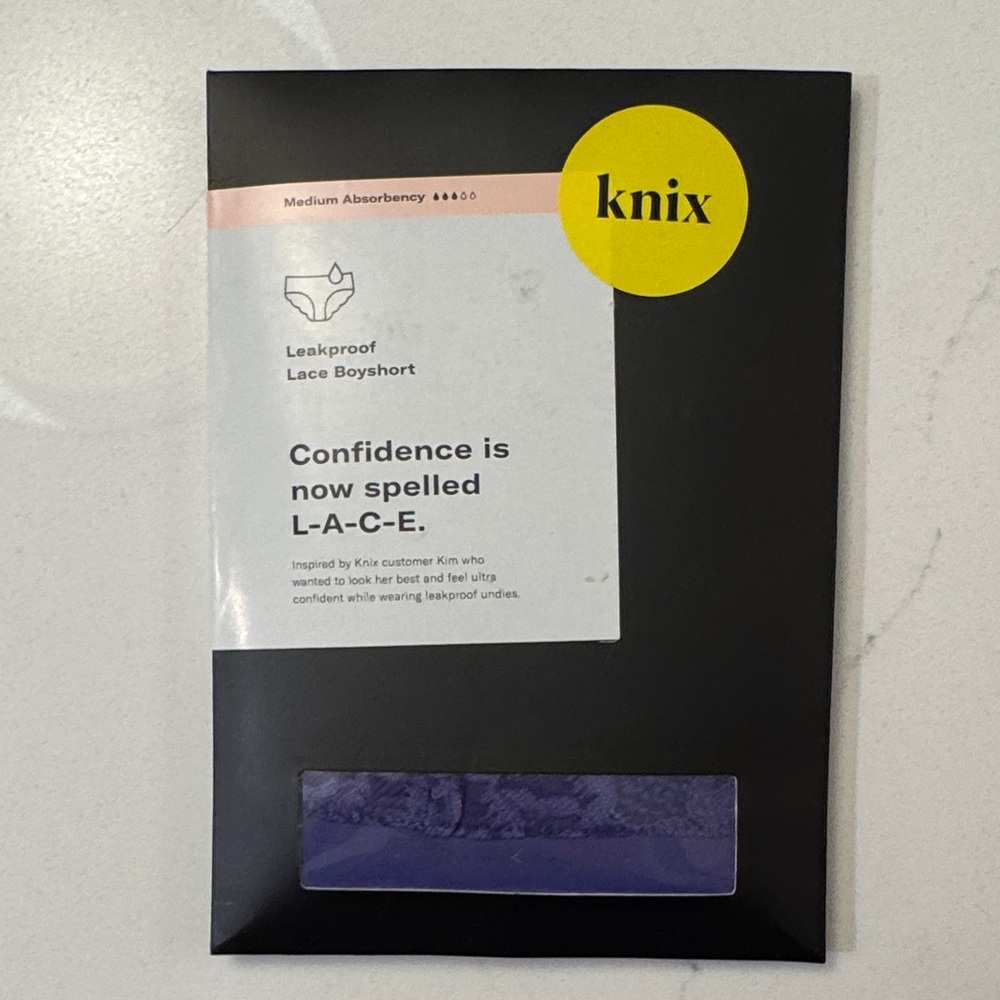 knix
Medium Absorbency
Leakproof
Lace Boyshort
Confidence is
now spelled
L-A-C-E.
Inspired by Knix customer Kim who
wanted to look her best and feel ultra
confident while wearing leakproof undies.